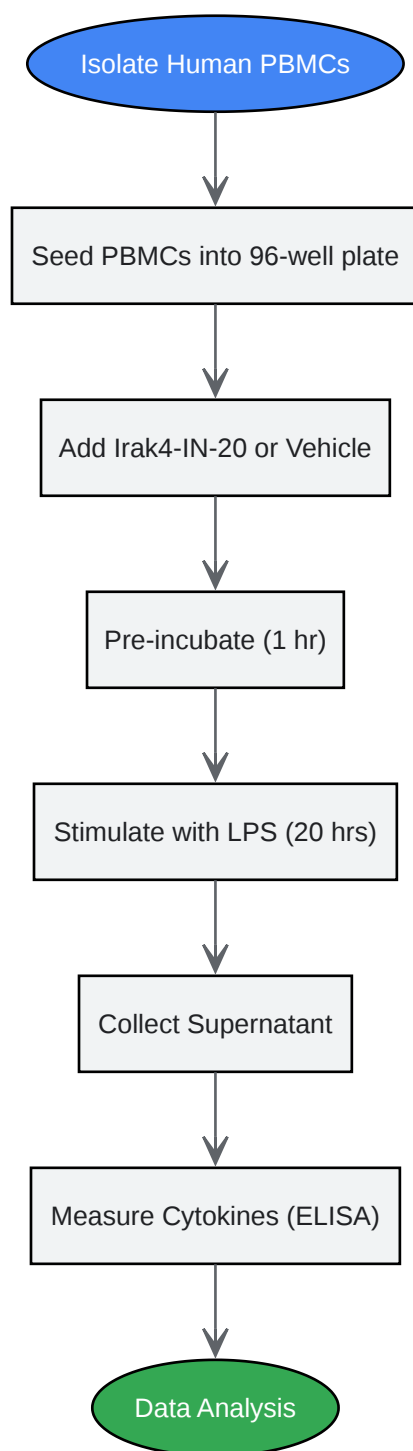 Isolate Human PBMCs
Seed PBMCs into 96-well plate
Add Irak4-IN-20 or Vehicle
Pre-incubate (1 hr)
Stimulate with LPS (20 hrs)
Collect Supernatant
Measure Cytokines (ELISA)
Data Analysis